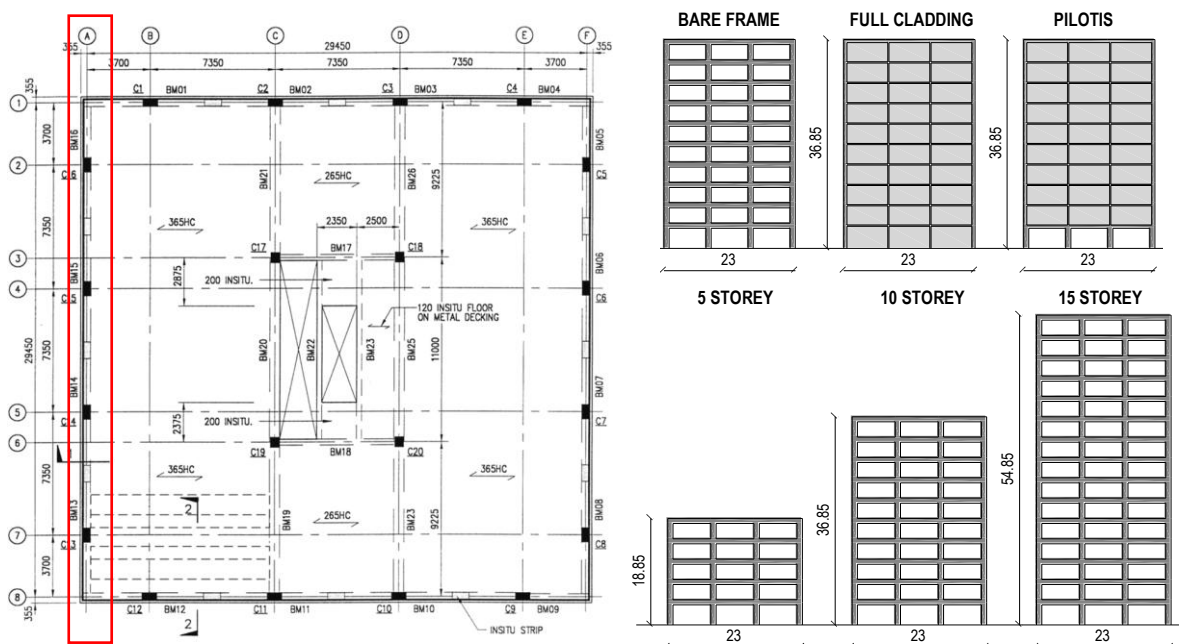 A
B
C
D
E
F
355
29450
355
3700
7350
7350
7350
3700
C1
BM01
C2
BM02
C3
BM03
C4
BM04
355
1
3700
BM16
BM05
2
C5
BM21
265HC
BM26
9225
7350
365HC
2350
2500
365HC
C17
BM17
C18
3
2875
BM15
BM06
200 INSITU.
4
C6
120 INSITU FLOOR
ON METAL DECKING
29450
7350
BM20
BM22
BM23
BM25
11000
BM14
BM07
2375
5
200 INSITU.
C7
6
C19
BM18
C20
7350
365HC
365HC
2
BM13
BM19
265HC
BM23
9225
BM08
7
C8
3700
8
355
C12
BM12
C11
BM11
C10
BM10
C9
BM09
2
INSITU STRIP
BARE FRAME
FULL CLADDING
PILOTIS
36.85
36.85
23
23
23
5 STOREY
10 STOREY
15 STOREY
18.85
36.85
54.85
23
23
23